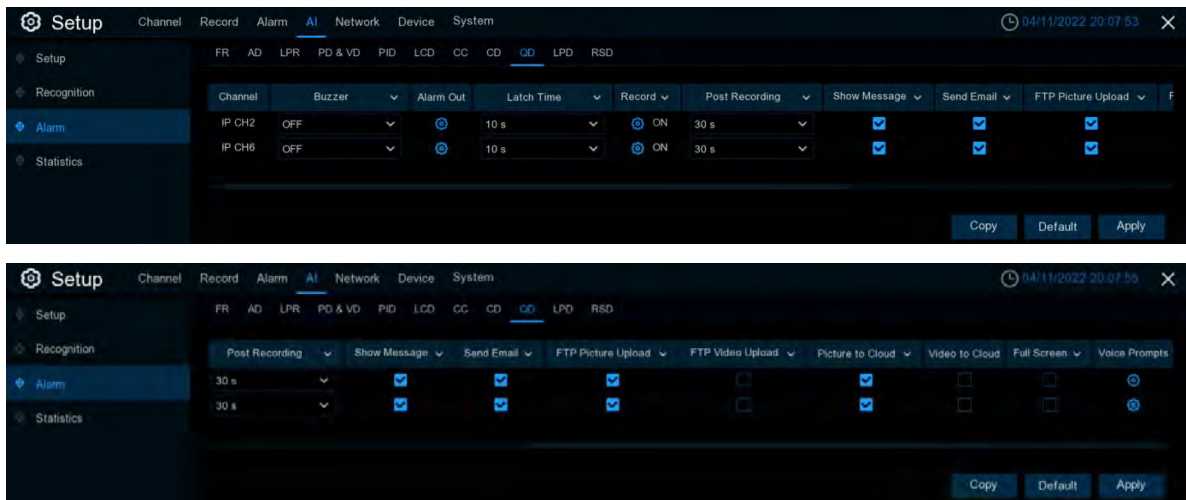 Setup Channel Record Alarm AI Network Device System 04/11/2022 20:07:53
Setup FR AD LPR PD & VD PID LCD CC CD QD LPD RSD
Recognition
Channel Buzzer Alarm Out Latch Time Record Post Recording Show Message Send Email FTP Picture Upload F
Alarm
IP CH2 OFF 10 s ON 30 s
IP CH6 OFF 10 s ON 30 s
Statistics
Copy Default Apply
Setup Channel Record Alarm AI Network Device System 04/11/2022 20:07:55
Setup FR AD LPR PD & VD PID LCD CC CD QD LPD RSD
Recognition
Post Recording Show Message Send Email FTP Picture Upload FTP Video Upload Picture to Cloud Video to Cloud Full Screen Voice Prompts
Alarm
30 s
30 s
Statistics
Copy Default Apply